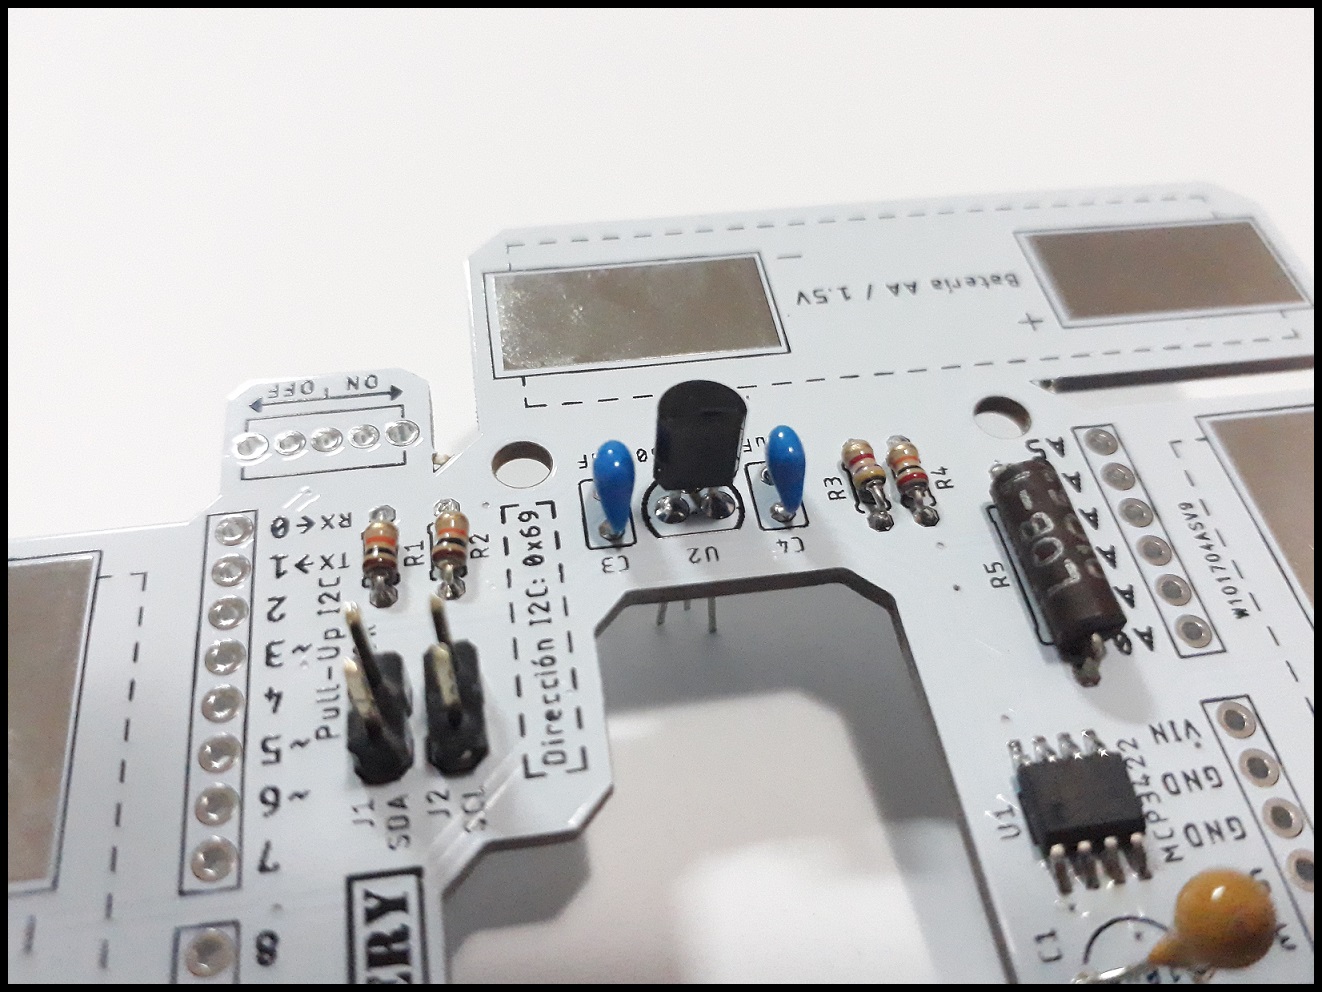 Batería AA / 1.5V
-
+
ON OFF
RX
TX
0
1
2
3
4
5
6
7
8
~
~
~
Pull-Up I2C
R1
R2
Dirección I2C: 0x69
C3
U2
C4
R3
R4
R5
LOB-
A5
A
A
A
A
A0
W101704ASV9
J1
SDA
J2
SCL
U1
MCP3422
VIN
GND
GND
C1
ERY